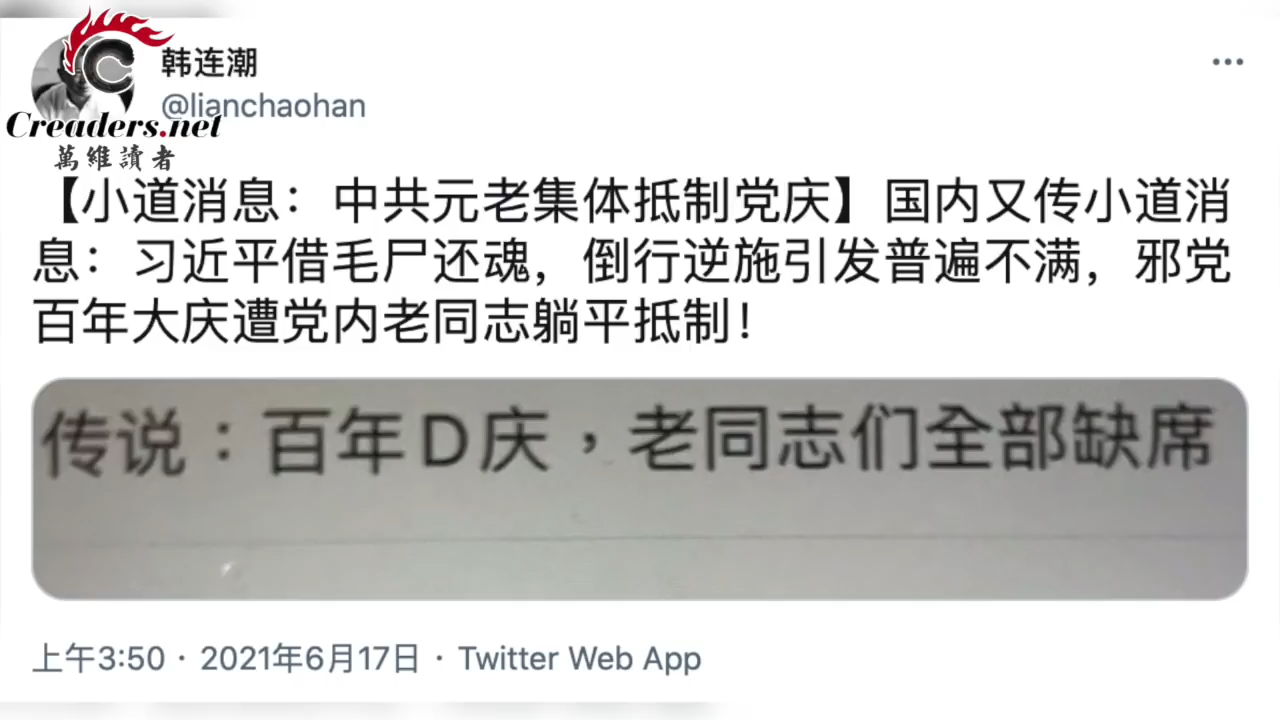 韩连潮
@lianchaohan
Creaders.net
萬維讀者
【小道消息：中共元老集体抵制党庆】国内又传小道消
息：习近平借毛尸还魂，倒行逆施引发普遍不满，邪党
百年大庆遭党内老同志躺平抵制！
传说：百年D庆，老同志们全部缺席
上午3:50 · 2021年6月17日 · Twitter Web App